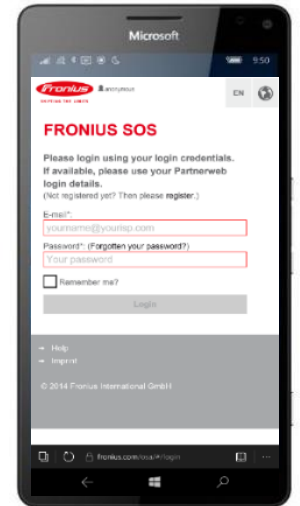 Microsoft
9:50
Fronius
anonymous
EN
SHIFTING THE LIMITS
FRONIUS SOS
Please login using your login credentials.
If available, please use your Partnerweb
login details.
(Not registered yet? Then please register.)
E-mail*:
yourname@yourisp.com
Password*: (Forgotten your password?)
Your password
Remember me?
Login
→ Help
→ Imprint
© 2014 Fronius International GmbH
fronius.com/sos/#/login
...